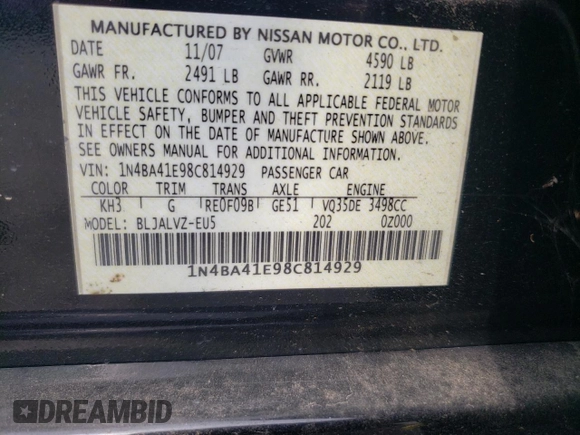 MANUFACTURED BY NISSAN MOTOR CO., LTD.
DATE 11/07 GVWR 4590 LB
GAWR FR. 2491 LB GAWR RR. 2119 LB
THIS VEHICLE CONFORMS TO ALL APPLICABLE FEDERAL MOTOR
VEHICLE SAFETY, BUMPER AND THEFT PREVENTION STANDARDS
IN EFFECT ON THE DATE OF MANUFACTURE SHOWN ABOVE.
SEE OWNERS MANUAL FOR ADDITIONAL INFORMATION.
VIN: 1N4BA41E98C814929 PASSENGER CAR
COLOR TRIM TRANS AXLE ENGINE
KH3 G RE0F09B GE51 VQ35DE 3498CC
MODEL: BLJALVZ-EU5 202 0Z000
1N4BA41E98C814929
DREAMBID